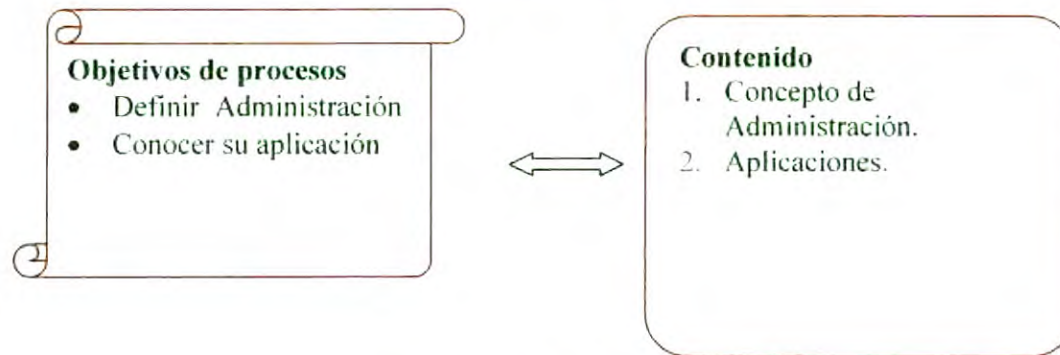 Objetivos de procesos
• Definir Administración
• Conocer su aplicación
Contenido
1. Concepto de
Administración.
2. Aplicaciones.